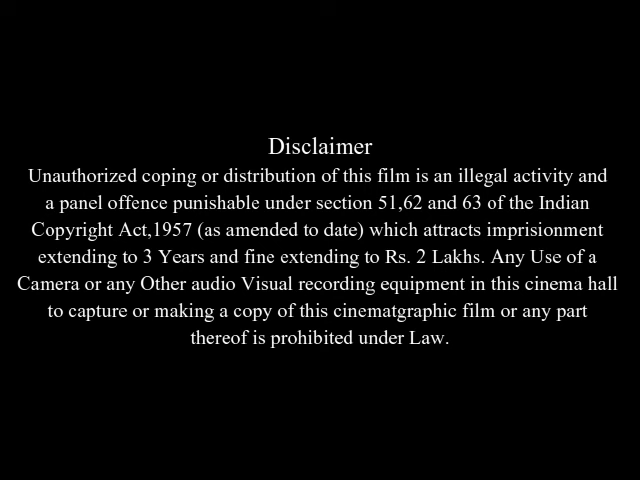 Disclaimer
Unauthorized coping or distribution of this film is an illegal activity and
a panel offence punishable under section 51,62 and 63 of the Indian
Copyright Act,1957 (as amended to date) which attracts imprisionment
extending to 3 Years and fine extending to Rs. 2 Lakhs. Any Use of a
Camera or any Other audio Visual recording equipment in this cinema hall
to capture or making a copy of this cinematgraphic film or any part
thereof is prohibited under Law.